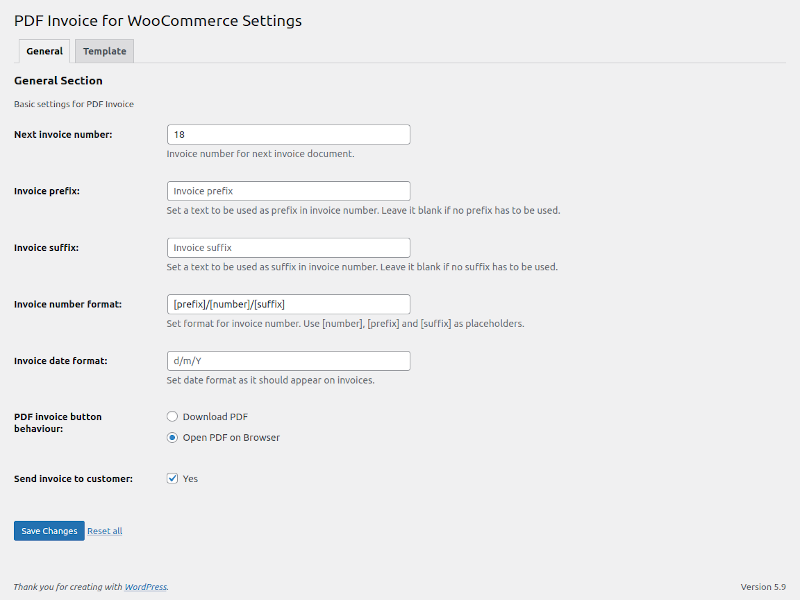 PDF Invoice for WooCommerce Settings
General
Template
General Section
Basic settings for PDF Invoice
Next invoice number:
18
Invoice number for next invoice document.
Invoice prefix:
Invoice prefix
Set a text to be used as prefix in invoice number. Leave it blank if no prefix has to be used.
Invoice suffix:
Invoice suffix
Set a text to be used as suffix in invoice number. Leave it blank if no suffix has to be used.
Invoice number format:
[prefix]/[number]/[suffix]
Set format for invoice number. Use [number], [prefix] and [suffix] as placeholders.
Invoice date format:
d/m/Y
Set date format as it should appear on invoices.
PDF invoice button
behaviour:
Download PDF
Open PDF on Browser
Send invoice to customer:
Yes
Save Changes
Reset all
Thank you for creating with WordPress.
Version 5.9